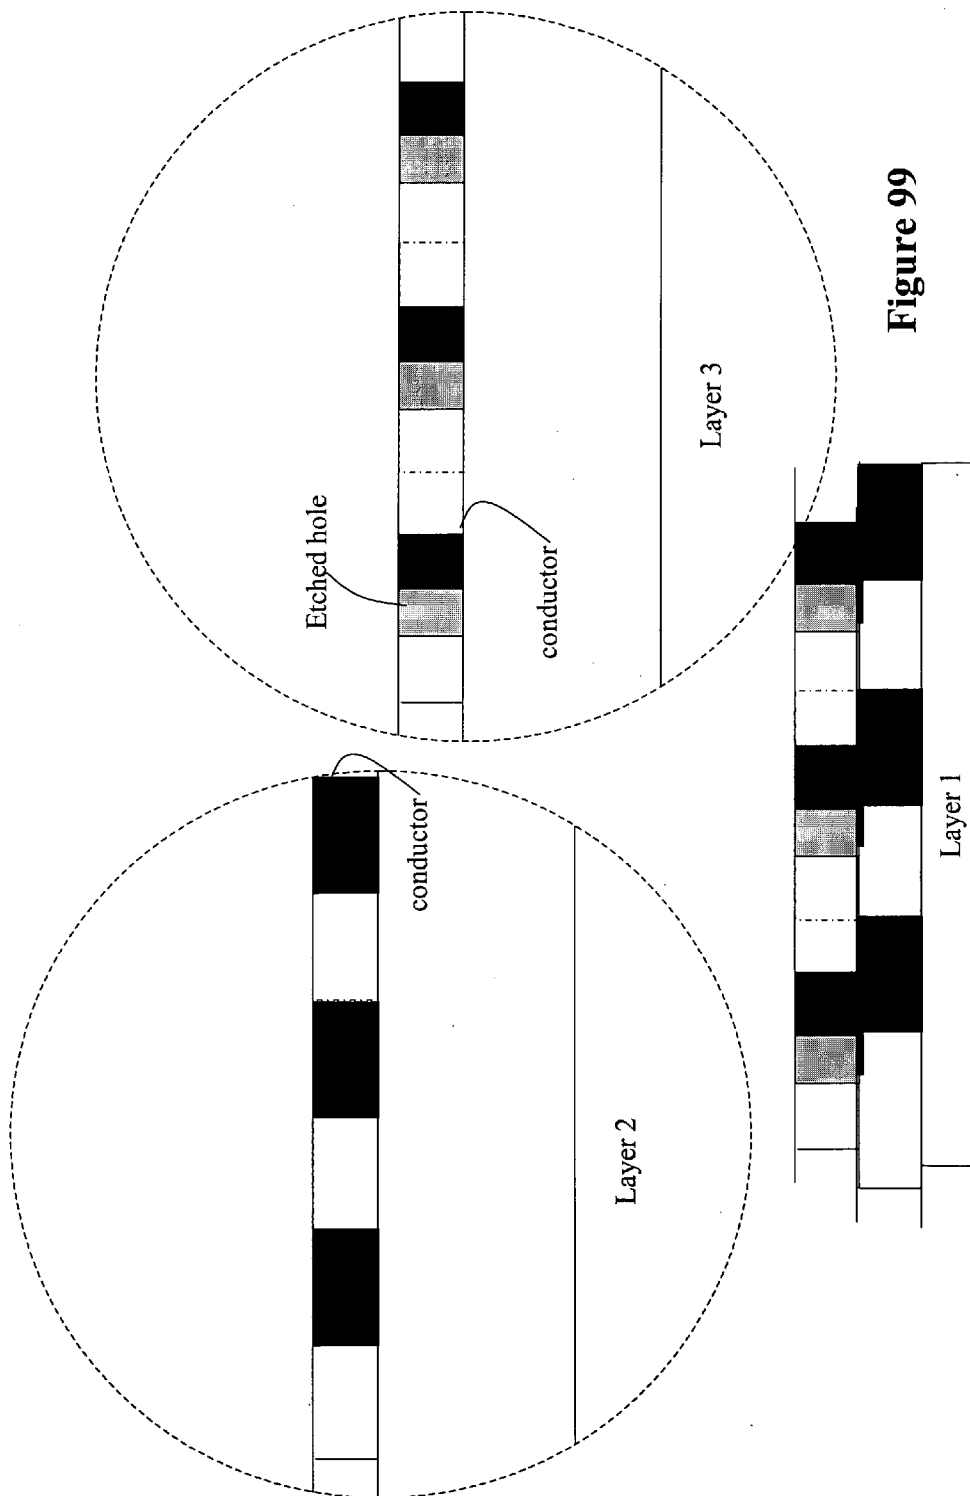 Etched hole
conductor
Layer 3
conductor
Layer 2
Layer 1
Figure 99